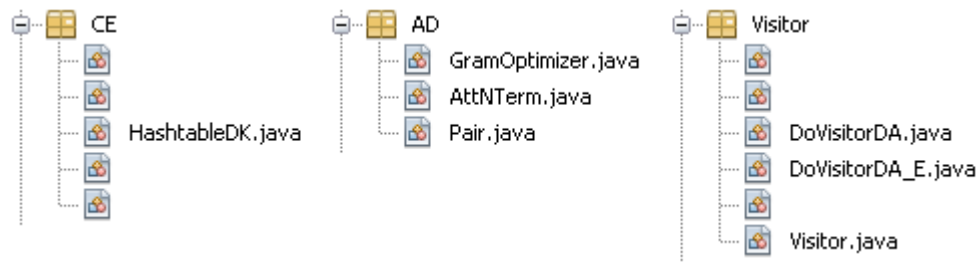 CE
HashtableDK.java
AD
GramOptimizer.java
AttNTerm.java
Pair.java
Visitor
DoVisitorDA.java
DoVisitorDA_E.java
Visitor.java